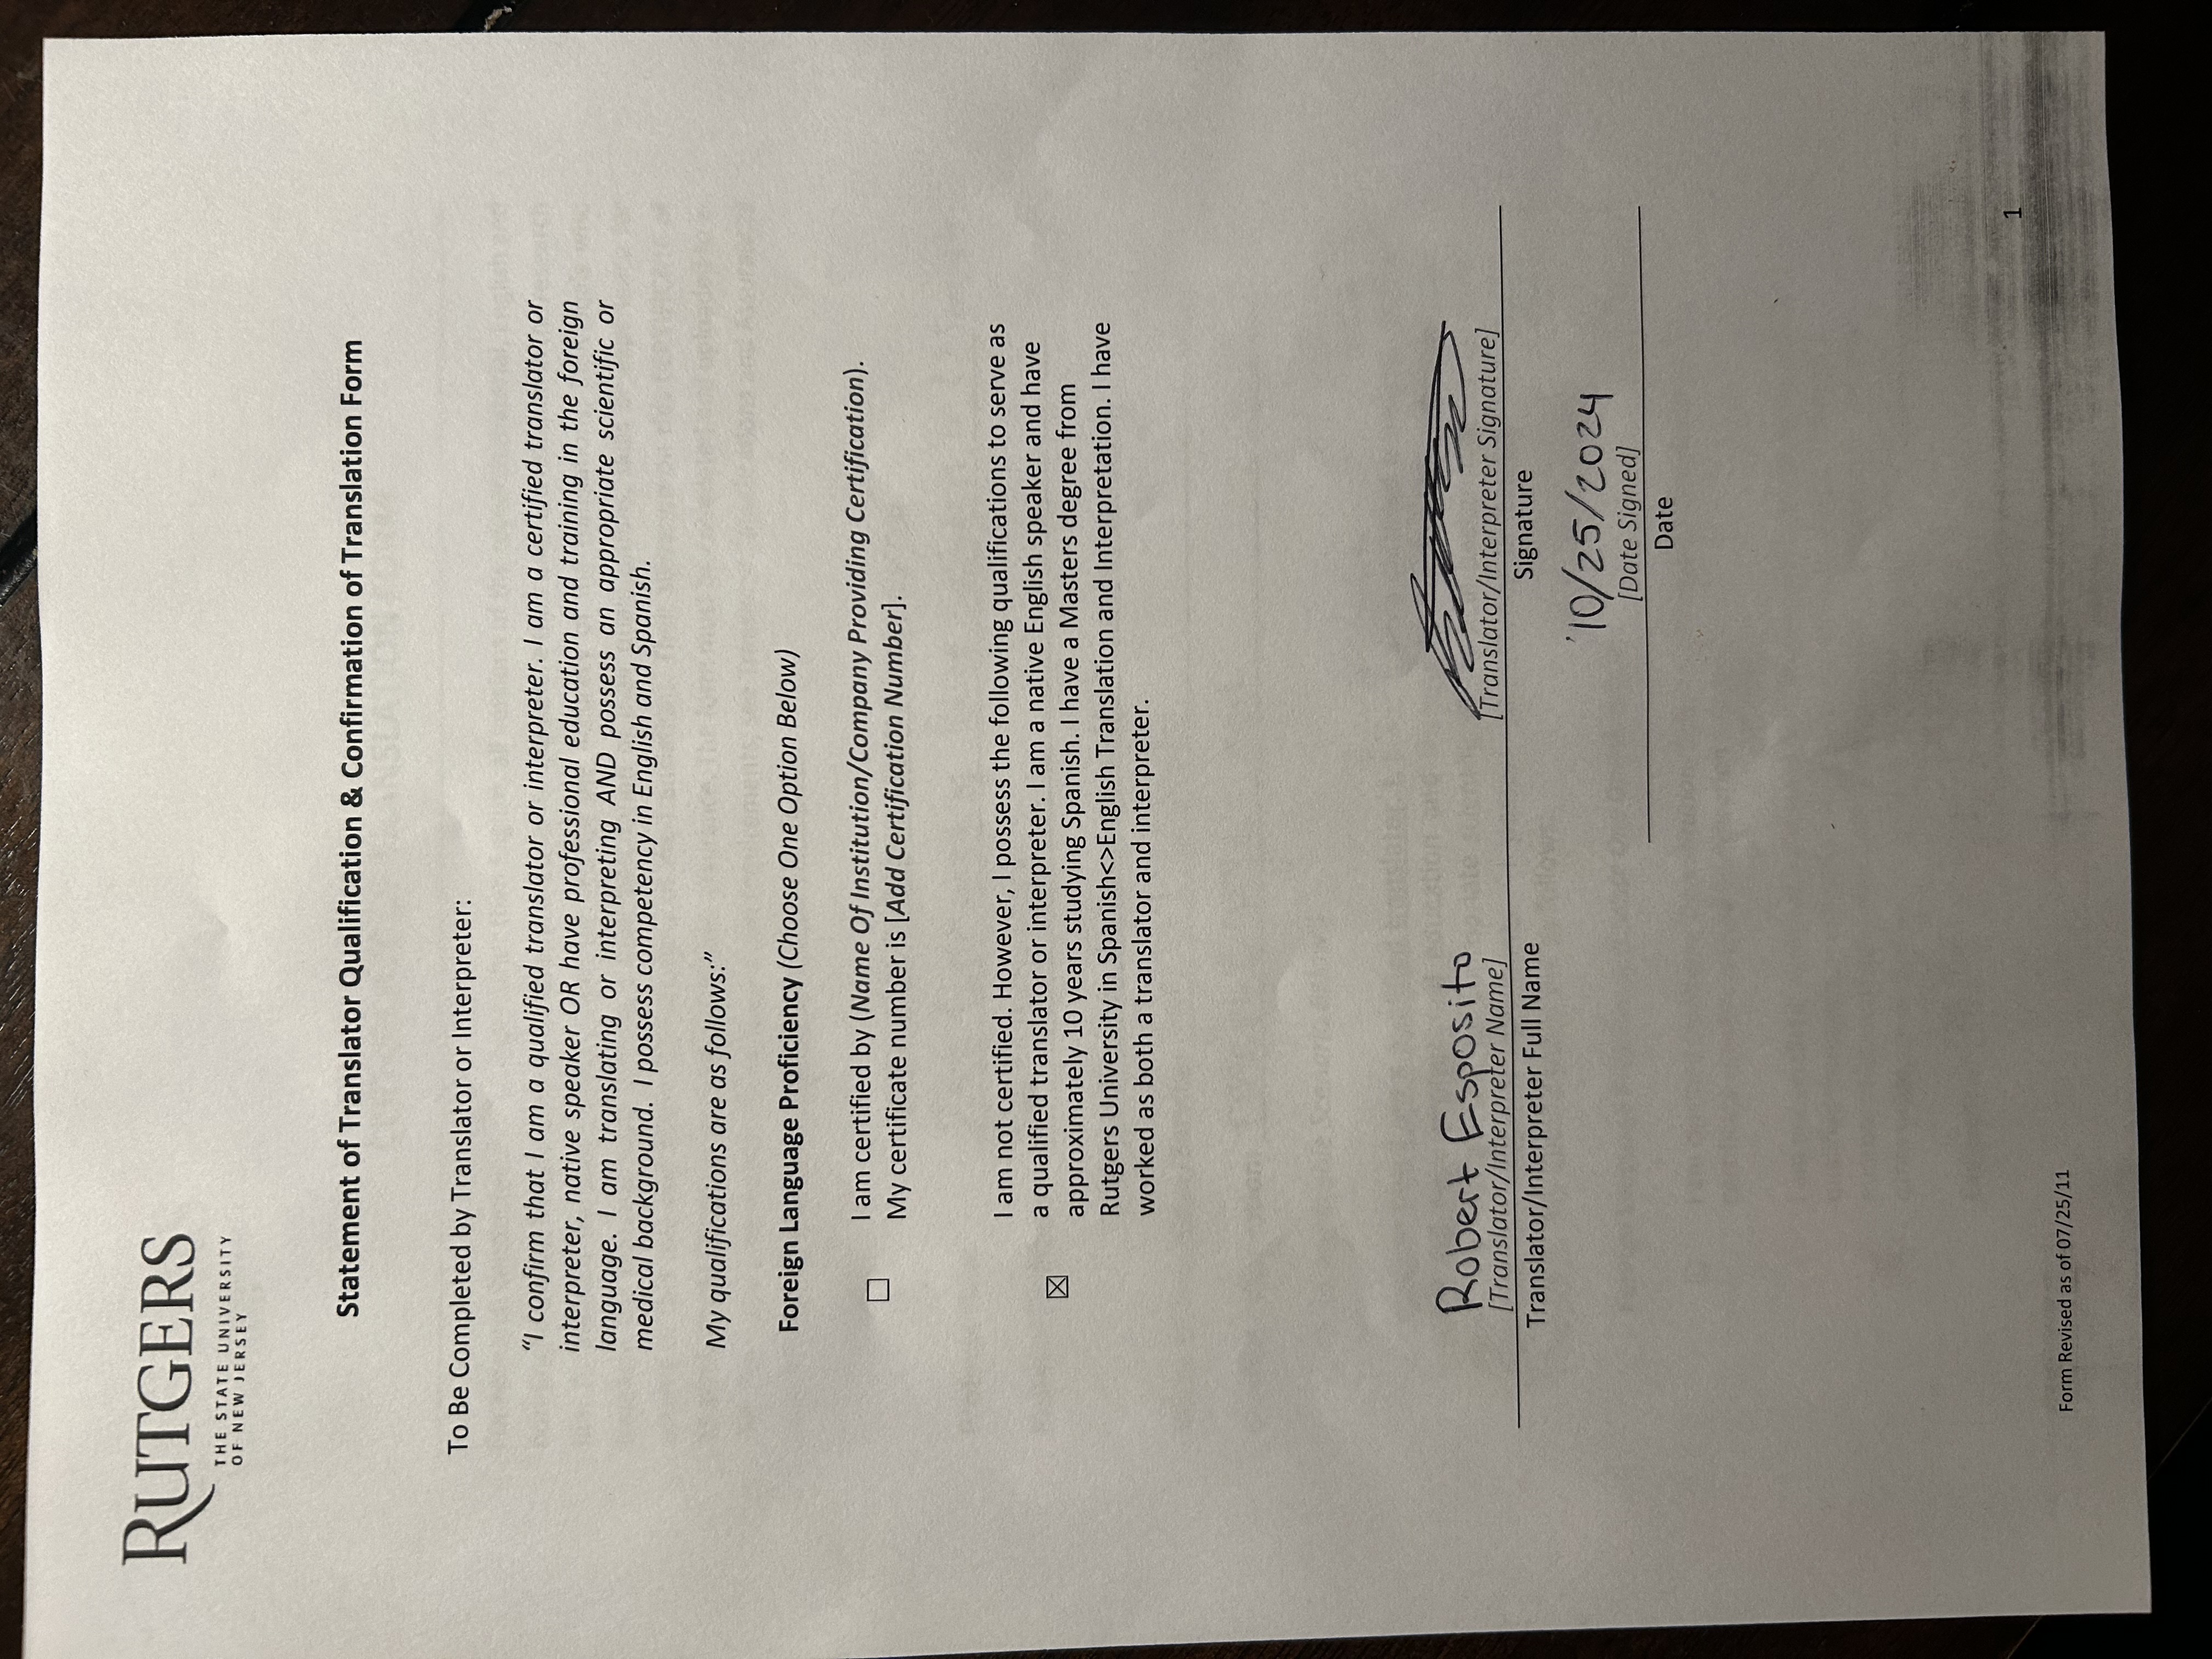 RUTGERS
THE STATE UNIVERSITY
OF NEW JERSEY
Statement of Translator Qualification & Confirmation of Translation Form
To Be Completed by Translator or Interpreter:
“I confirm that I am a qualified translator or interpreter. I am a certified translator or
interpreter, native speaker OR have professional education and training in the foreign
language. I am translating or interpreting AND possess an appropriate scientific or
medical background. I possess competency in English and Spanish.
My qualifications are as follows:”
Foreign Language Proficiency (Choose One Option Below)
☐ I am certified by (Name Of Institution/Company Providing Certification).
My certificate number is [Add Certification Number].
I am not certified. However, I possess the following qualifications to serve as
a qualified translator or interpreter. I am a native English speaker and have
☒ approximately 10 years studying Spanish. I have a Masters degree from
Rutgers University in Spanish<>English Translation and Interpretation. I have
worked as both a translator and interpreter.
Robert Esposito
[Translator/Interpreter Name]
Translator/Interpreter Full Name
[Translator/Interpreter Signature]
Signature
10/25/2024
[Date Signed]
Date
1
Form Revised as of 07/25/11